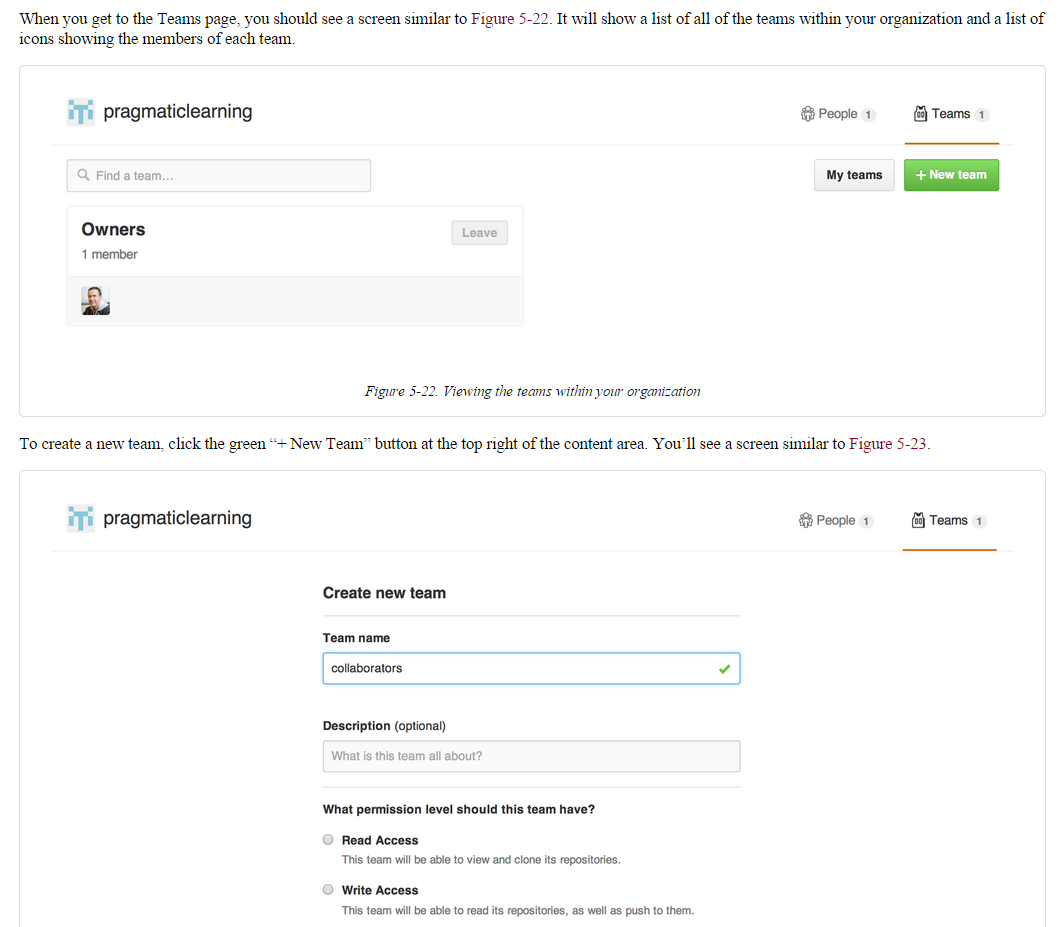 When you get to the Teams page, you should see a screen similar to Figure 5-22. It will show a list of all of the teams within your organization and a list of
icons showing the members of each team.
pragmaticlearning
People 1
Teams 1
Find a team...
My teams
+ New team
Owners
Leave
1 member
Figure 5-22. Viewing the teams within your organization
To create a new team, click the green “+ New Team” button at the top right of the content area. You’ll see a screen similar to Figure 5-23.
pragmaticlearning
People 1
Teams 1
Create new team
Team name
collaborators
Description (optional)
What is this team all about?
What permission level should this team have?
Read Access
This team will be able to view and clone its repositories.
Write Access
This team will be able to read its repositories, as well as push to them.